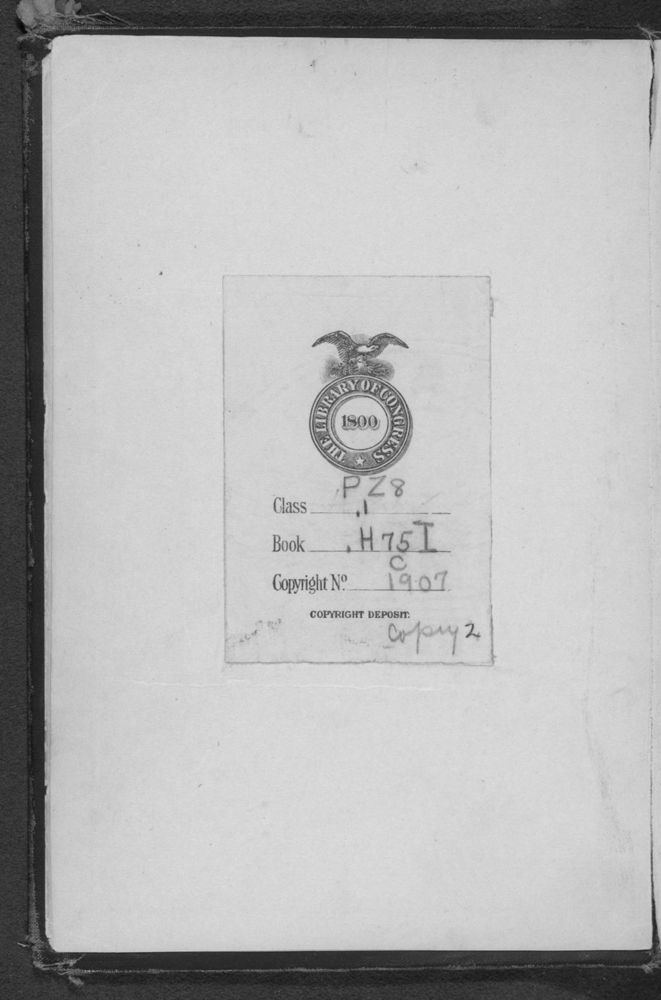 THE LIBRARY OF CONGRESS
1800
PZ8
Class .1
Book .H75I
C
Copyright Nº 1907
COPYRIGHT DEPOSIT.
Copy 2